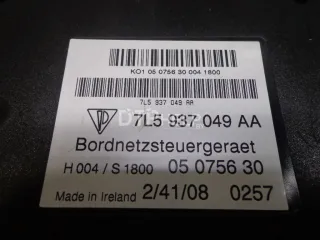 KO1 05 0756 30 004 1800
7L5 937 049 AA
7L5 937 049 AA
Bordnetzsteuergeraet
H 004 / S 1800 05 0756 30
Made in Ireland 2/41/08 0257